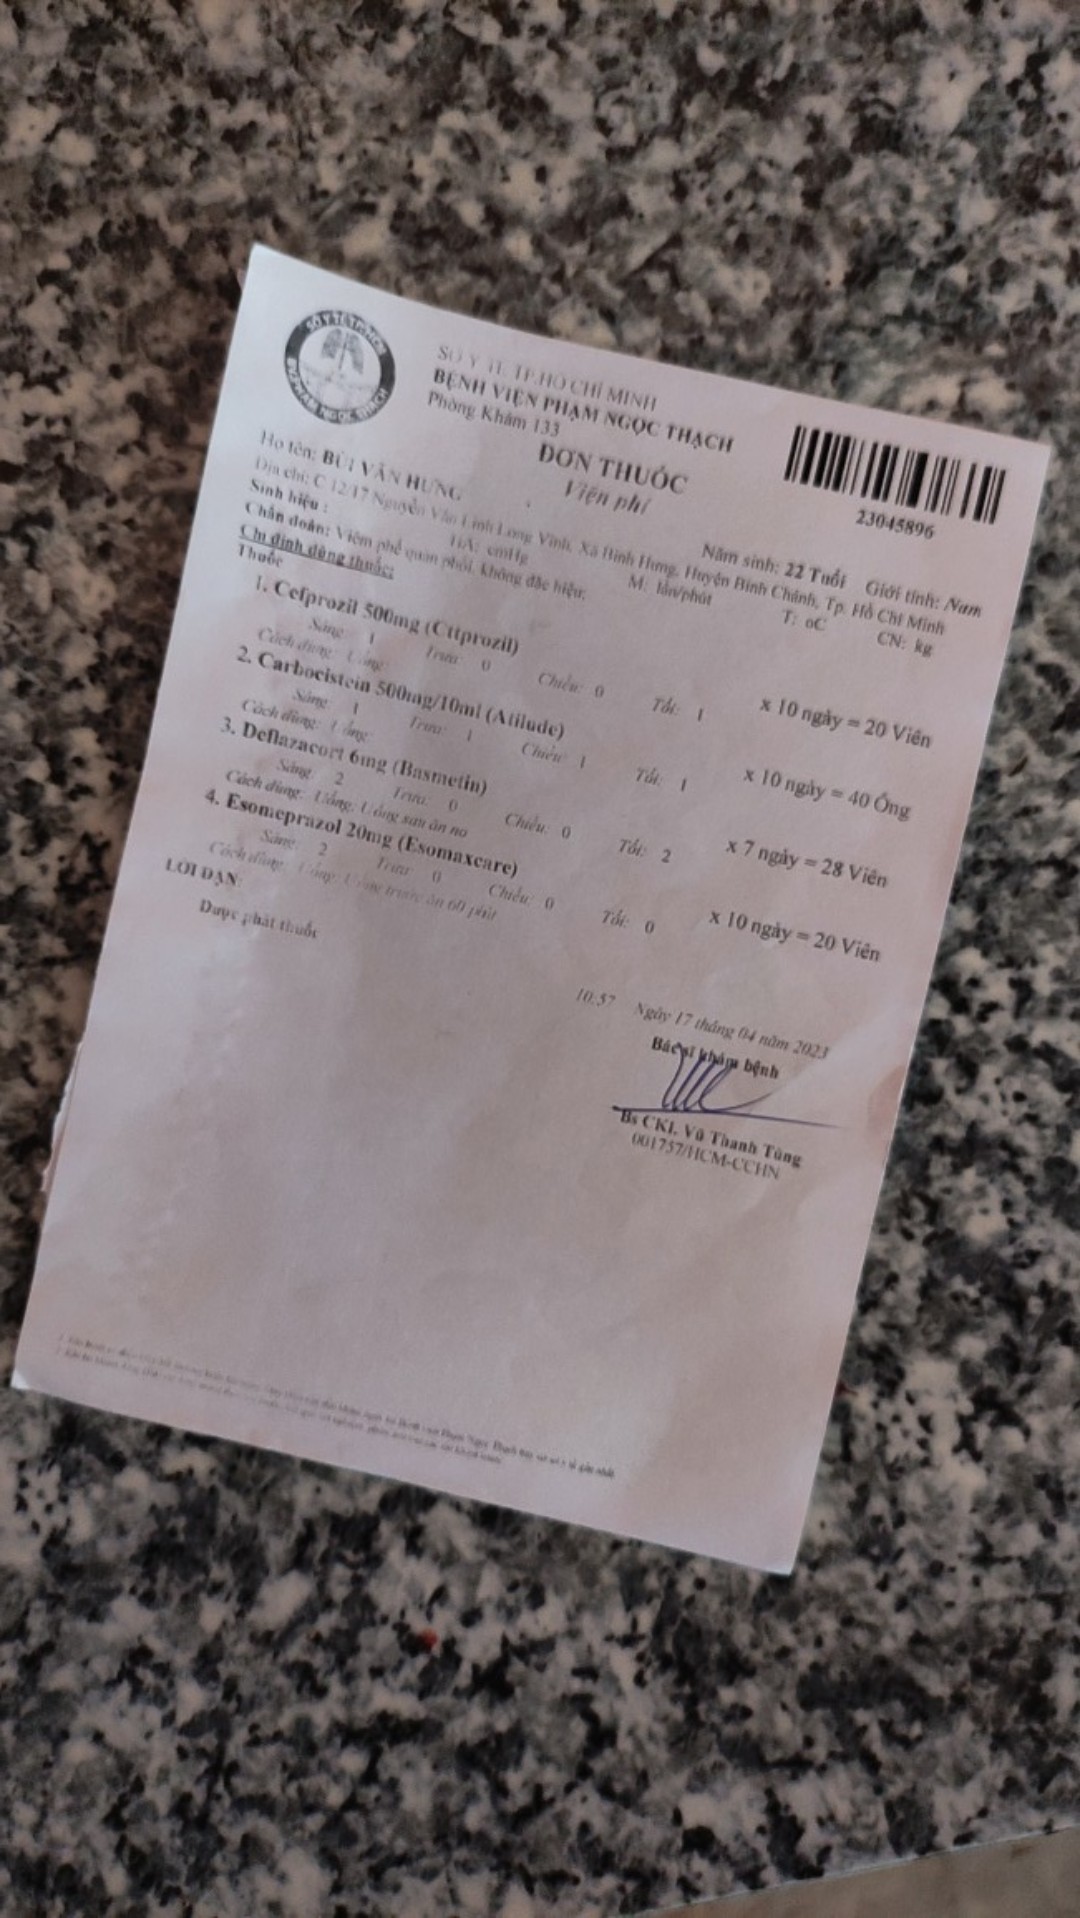 SỞ Y TẾ TP.HCM
BV.PHẠM NGỌC THẠCH
SỞ Y TẾ TP.HỒ CHÍ MINH
BỆNH VIỆN PHẠM NGỌC THẠCH
Phòng Khám 133
ĐƠN THUỐC
Viện phí
23045896
Họ tên: BÙI VĂN HƯNG Năm sinh: 22 Tuổi Giới tính: Nam
Địa chỉ: C 12/17 Nguyễn Văn Linh Long Vĩnh, Xã Bình Hưng, Huyện Bình Chánh, Tp. Hồ Chí Minh
Sinh hiệu : HA: cmHg M: lần/phút T: oC CN: kg
Chẩn đoán: Viêm phế quản phổi, không đặc hiệu;
Chỉ định dùng thuốc:
Thuốc
1. Cefprozil 500mg (Cttprozil) x 10 ngày = 20 Viên
Sáng: 1 Trưa: 0 Chiều: 0 Tối: 1
Cách dùng: Uống:
2. Carbocistein 500mg/10ml (Atilude) x 10 ngày = 40 Ống
Sáng: 1 Trưa: 1 Chiều: 1 Tối: 1
Cách dùng: Uống:
3. Deflazacort 6mg (Basmetin) x 7 ngày = 28 Viên
Sáng: 2 Trưa: 0 Chiều: 0 Tối: 2
Cách dùng: Uống: Uống sau ăn no
4. Esomeprazol 20mg (Esomaxcare) x 10 ngày = 20 Viên
Sáng: 2 Trưa: 0 Chiều: 0 Tối: 0
Cách dùng: Uống: Uống trước ăn 60 phút
LỜI DẶN:
Dược phát thuốc
10:57 Ngày 17 tháng 04 năm 2023
Bác sĩ khám bệnh
Bs CKI. Vũ Thanh Tùng
001757/HCM-CCHN